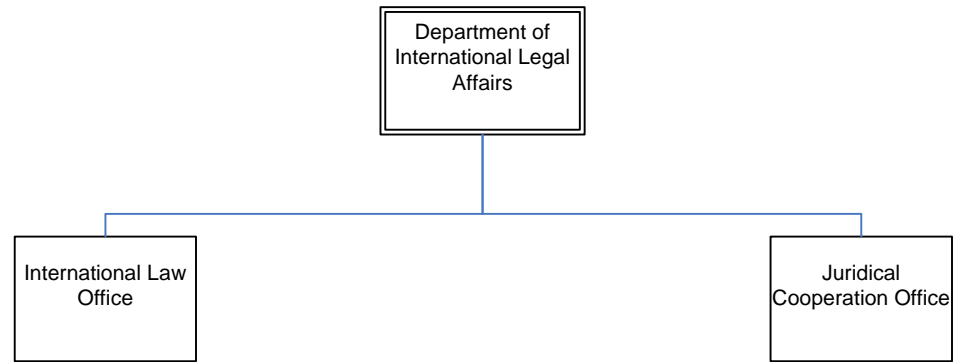 Department of
International Legal
Affairs
International Law
Office
Juridical
Cooperation Office